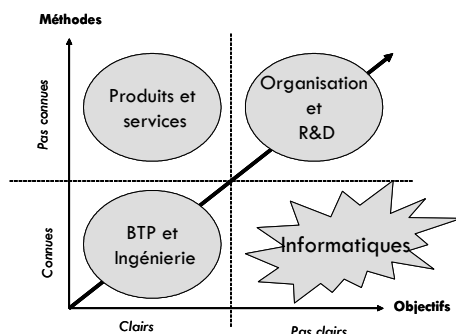 Méthodes
Pas connues
Produits et
services
Organisation
et
R&D
Connues
BTP et
Ingénierie
Informatiques
Objectifs
Clairs
Pas clairs